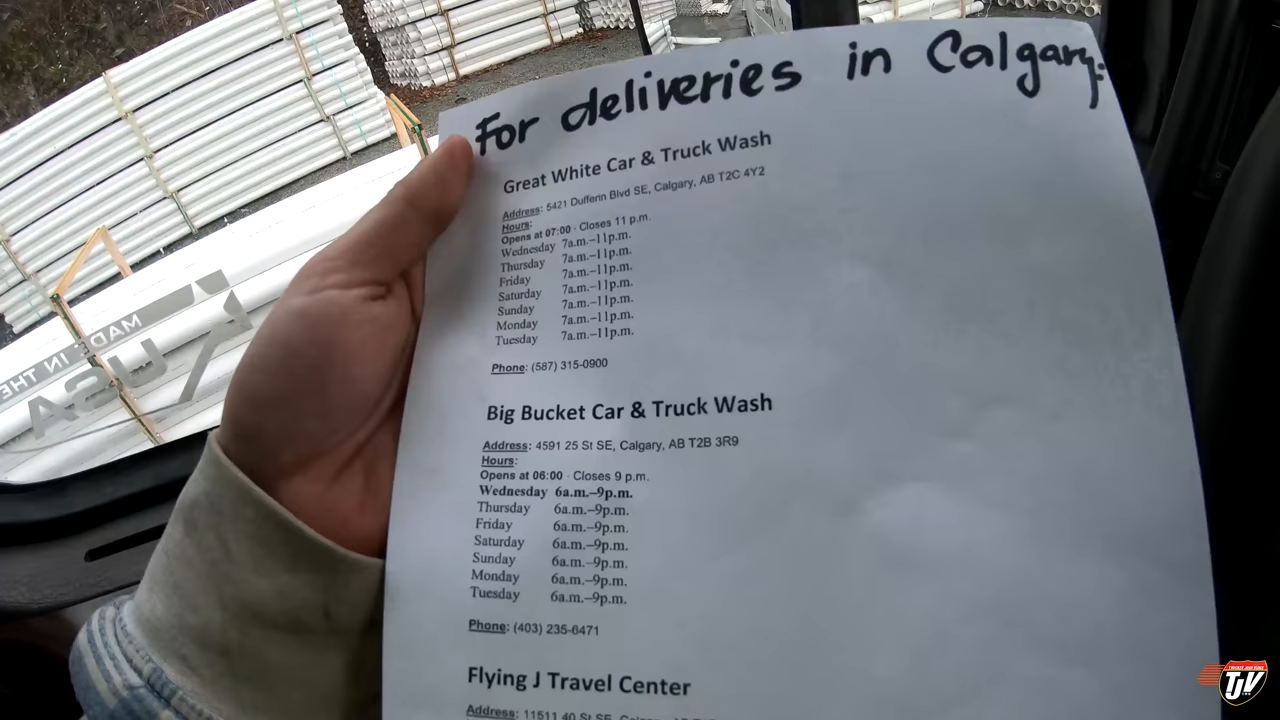 For deliveries in Calgary:
Great White Car & Truck Wash
Address: 5421 Dufferin Blvd SE, Calgary, AB T2C 4Y2
Hours:
Opens at 07:00 · Closes 11 p.m.
Wednesday 7a.m.–11p.m.
Thursday 7a.m.–11p.m.
Friday 7a.m.–11p.m.
Saturday 7a.m.–11p.m.
Sunday 7a.m.–11p.m.
Monday 7a.m.–11p.m.
Tuesday 7a.m.–11p.m.
Phone: (587) 315-0900
Big Bucket Car & Truck Wash
Address: 4591 25 St SE, Calgary, AB T2B 3R9
Hours:
Opens at 06:00 · Closes 9 p.m.
Wednesday 6a.m.–9p.m.
Thursday 6a.m.–9p.m.
Friday 6a.m.–9p.m.
Saturday 6a.m.–9p.m.
Sunday 6a.m.–9p.m.
Monday 6a.m.–9p.m.
Tuesday 6a.m.–9p.m.
Phone: (403) 235-6471
Flying J Travel Center
Address: 11511 40 St SE, Calgary, AB
MADE IN THE
USA
TJV